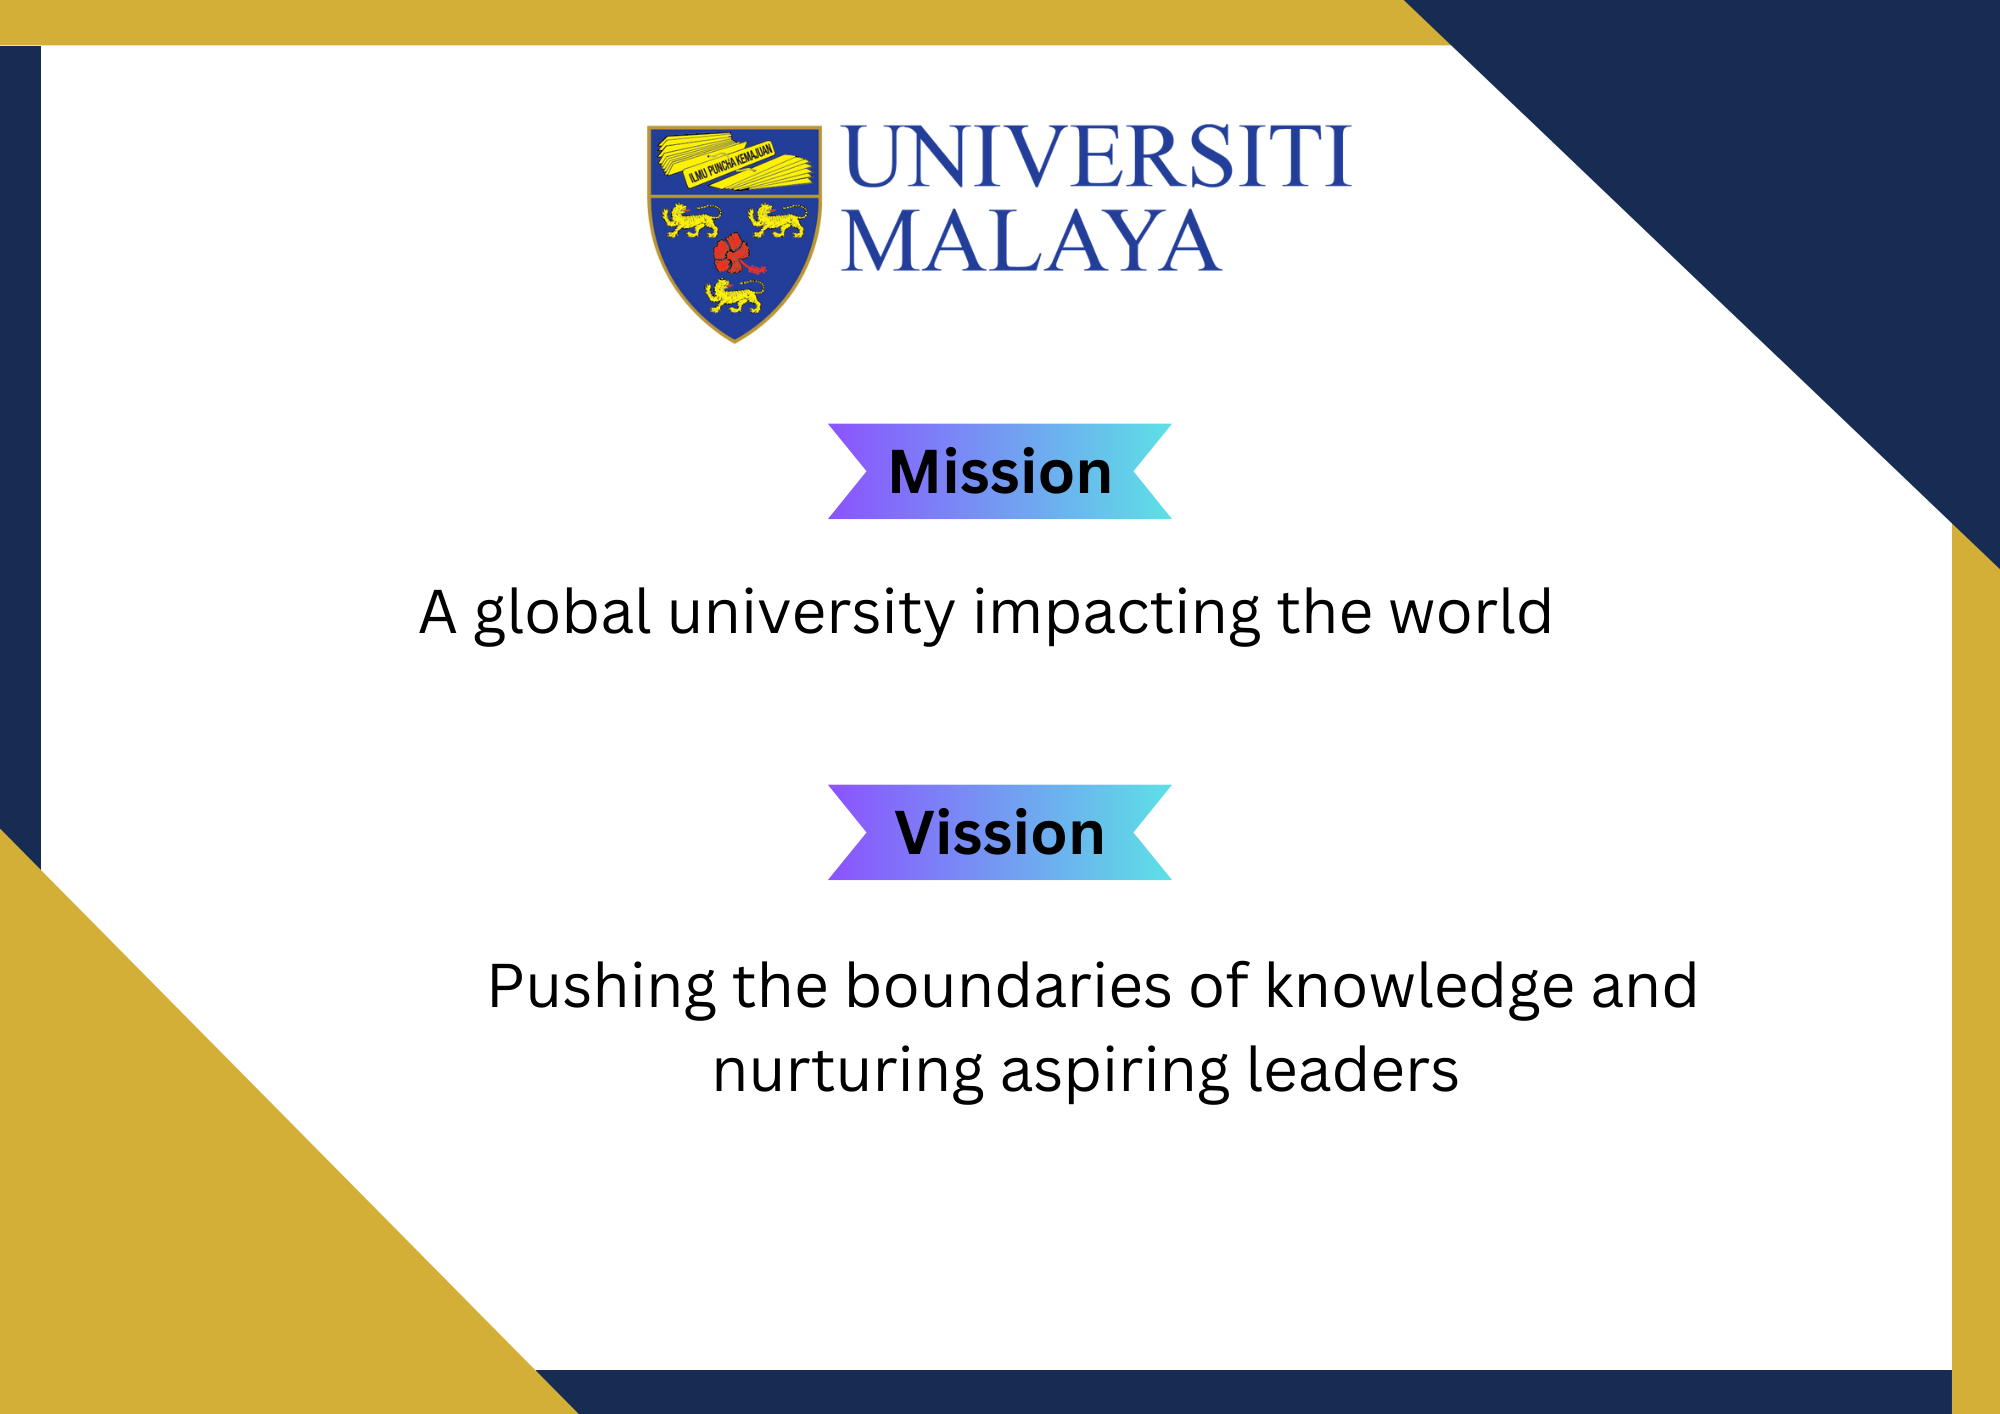 ILMU PUNCHA KEMAJUAN
UNIVERSITI
MALAYA
Mission
A global university impacting the world
Vission
Pushing the boundaries of knowledge and
nurturing aspiring leaders